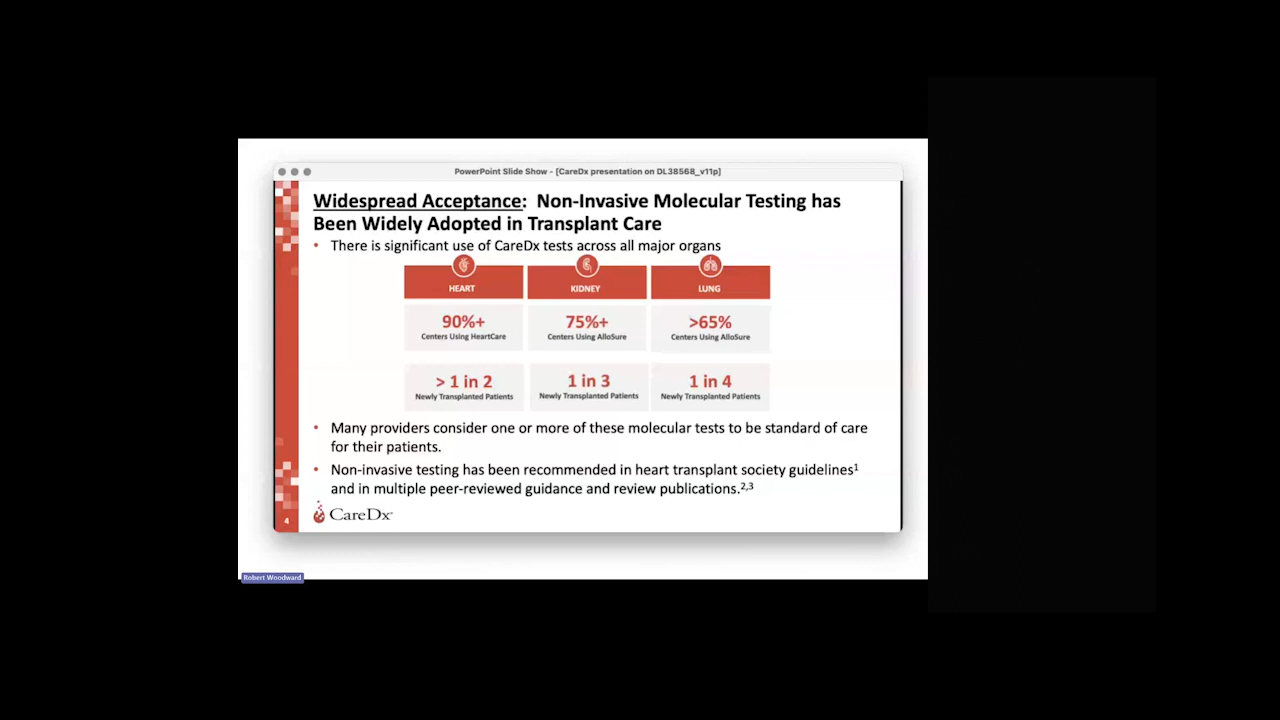 PowerPoint Slide Show - [CareDx presentation on DL38568_v11p]
Widespread Acceptance: Non-Invasive Molecular Testing has
Been Widely Adopted in Transplant Care
• There is significant use of CareDx tests across all major organs
HEART KIDNEY LUNG
90%+ 75%+ >65%
Centers Using HeartCare Centers Using AlloSure Centers Using AlloSure
> 1 in 2 1 in 3 1 in 4
Newly Transplanted Patients Newly Transplanted Patients Newly Transplanted Patients
• Many providers consider one or more of these molecular tests to be standard of care
for their patients.
• Non-invasive testing has been recommended in heart transplant society guidelines¹
and in multiple peer-reviewed guidance and review publications.²,³
4 CareDx
Robert Woodward